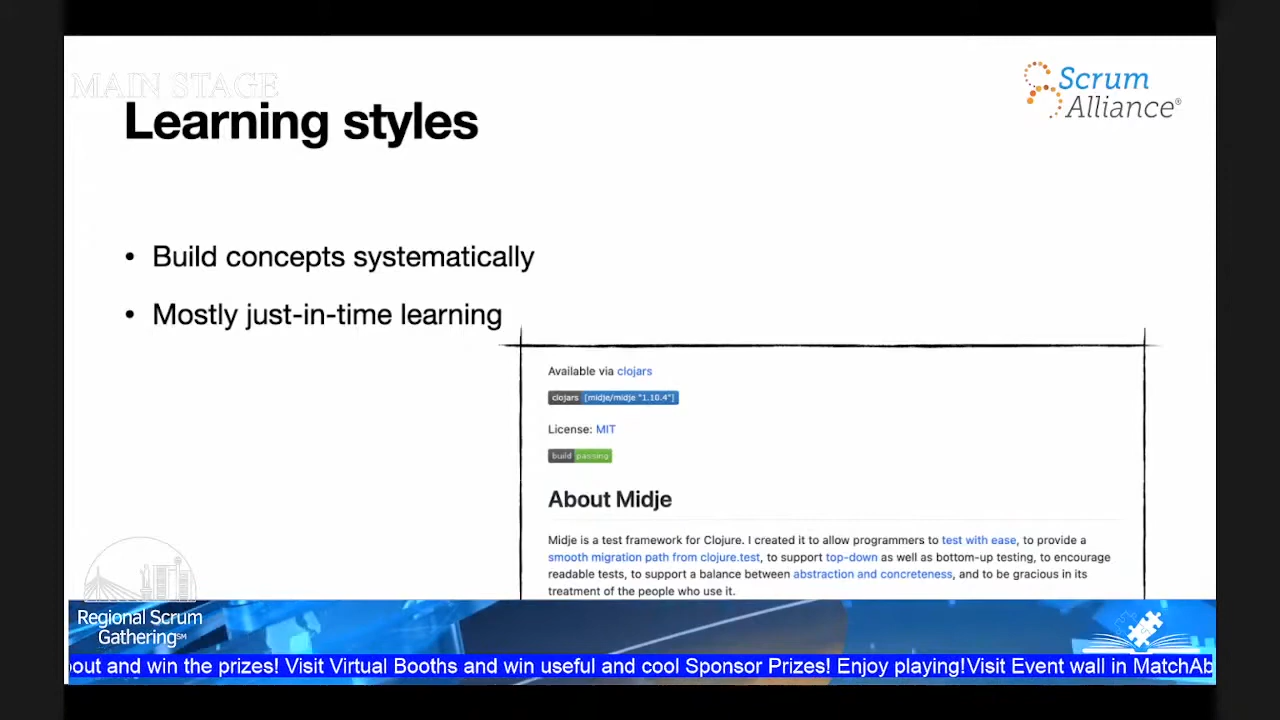 MAIN STAGE
Scrum
Alliance®
Learning styles
• Build concepts systematically
• Mostly just-in-time learning
Available via clojars
clojars [midje/midje "1.10.4"]
License: MIT
build passing
About Midje
Midje is a test framework for Clojure. I created it to allow programmers to test with ease, to provide a
smooth migration path from clojure.test, to support top-down as well as bottom-up testing, to encourage
readable tests, to support a balance between abstraction and concreteness, and to be gracious in its
treatment of the people who use it.
Regional Scrum
Gathering℠
out and win the prizes! Visit Virtual Booths and win useful and cool Sponsor Prizes! Enjoy playing!Visit Event wall in MatchAb